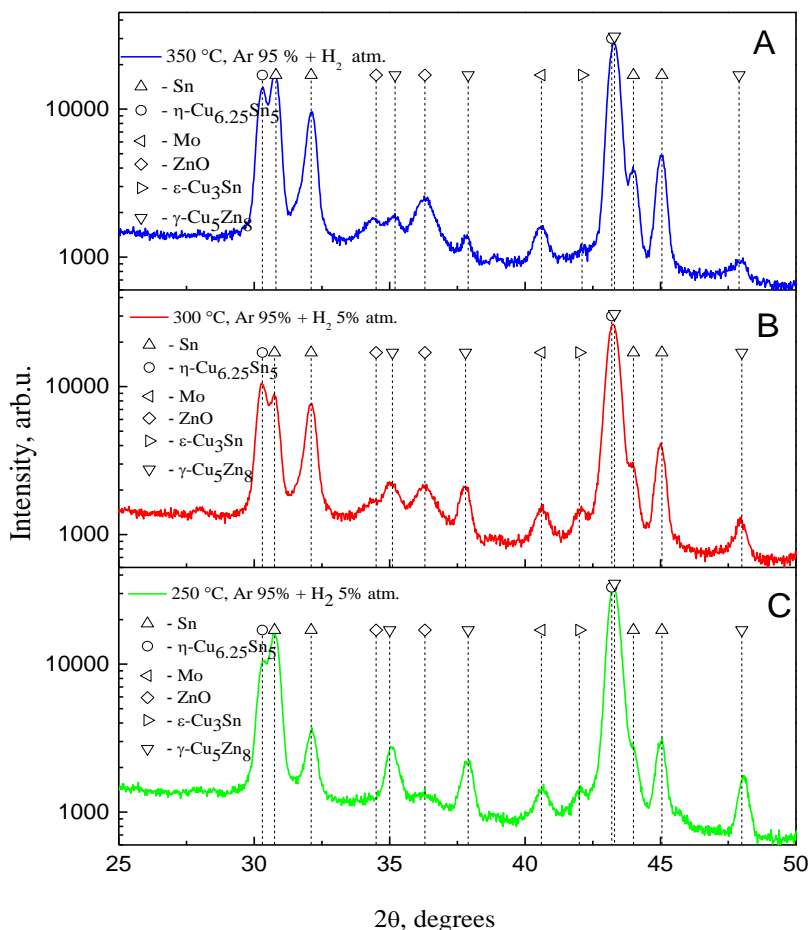 A
350 °C, Ar 95 % + H₂ atm.
- Sn
- η-Cu₆.₂₅Sn₅
- Mo
- ZnO
- ε-Cu₃Sn
- γ-Cu₅Zn₈
10000
1000
B
300 °C, Ar 95% + H₂ 5% atm.
- Sn
- η-Cu₆.₂₅Sn₅
- Mo
- ZnO
- ε-Cu₃Sn
- γ-Cu₅Zn₈
10000
1000
C
250 °C, Ar 95% + H2 5% atm.
- Sn
- η-Cu₆.₂₅Sn₅
- Mo
- ZnO
- ε-Cu₃Sn
- γ-Cu₅Zn₈
10000
1000
Intensity, arb.u.
25 30 35 40 45 50
2θ, degrees